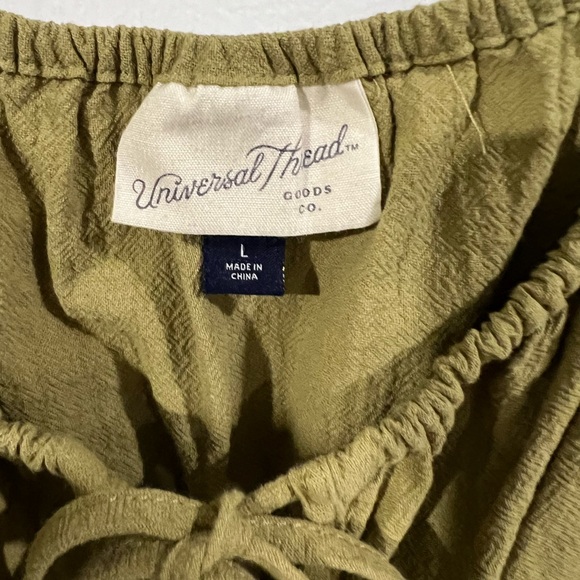 Universal Thread™
GOODS
CO.
L
MADE IN
CHINA